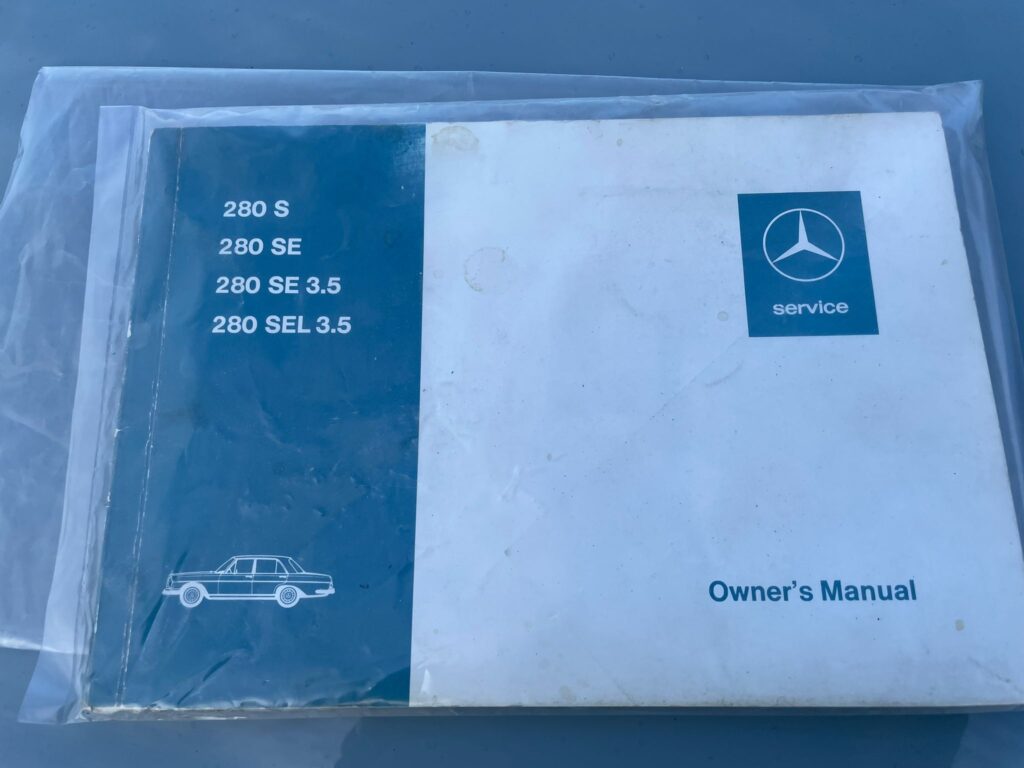 280 S
280 SE
280 SE 3.5
280 SEL 3.5
service
Owner's Manual